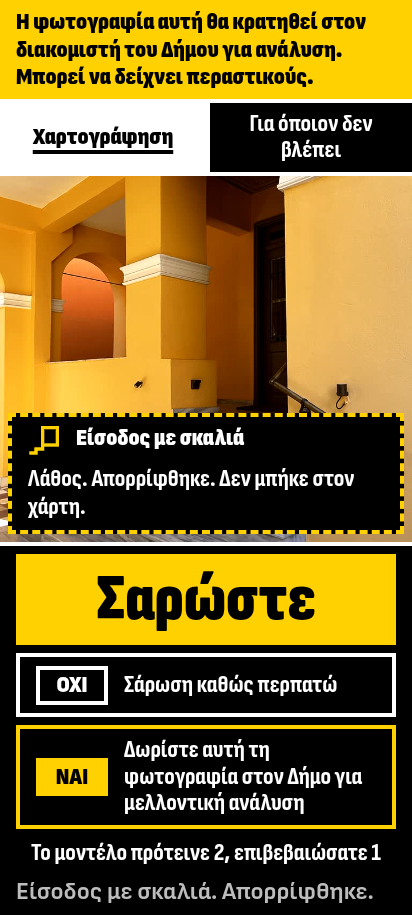 Η φωτογραφία αυτή θα κρατηθεί στον
διακομιστή του Δήμου για ανάλυση.
Μπορεί να δείχνει περαστικούς.
Χαρτογράφηση
Για όποιον δεν
βλέπει
Είσοδος με σκαλιά
Λάθος. Απορρίφθηκε. Δεν μπήκε στον
χάρτη.
Σαρώστε
ΟΧΙ
Σάρωση καθώς περπατώ
ΝΑΙ
Δωρίστε αυτή τη
φωτογραφία στον Δήμο για
μελλοντική ανάλυση
Το μοντέλο πρότεινε 2, επιβεβαιώσατε 1
Είσοδος με σκαλιά. Απορρίφθηκε.